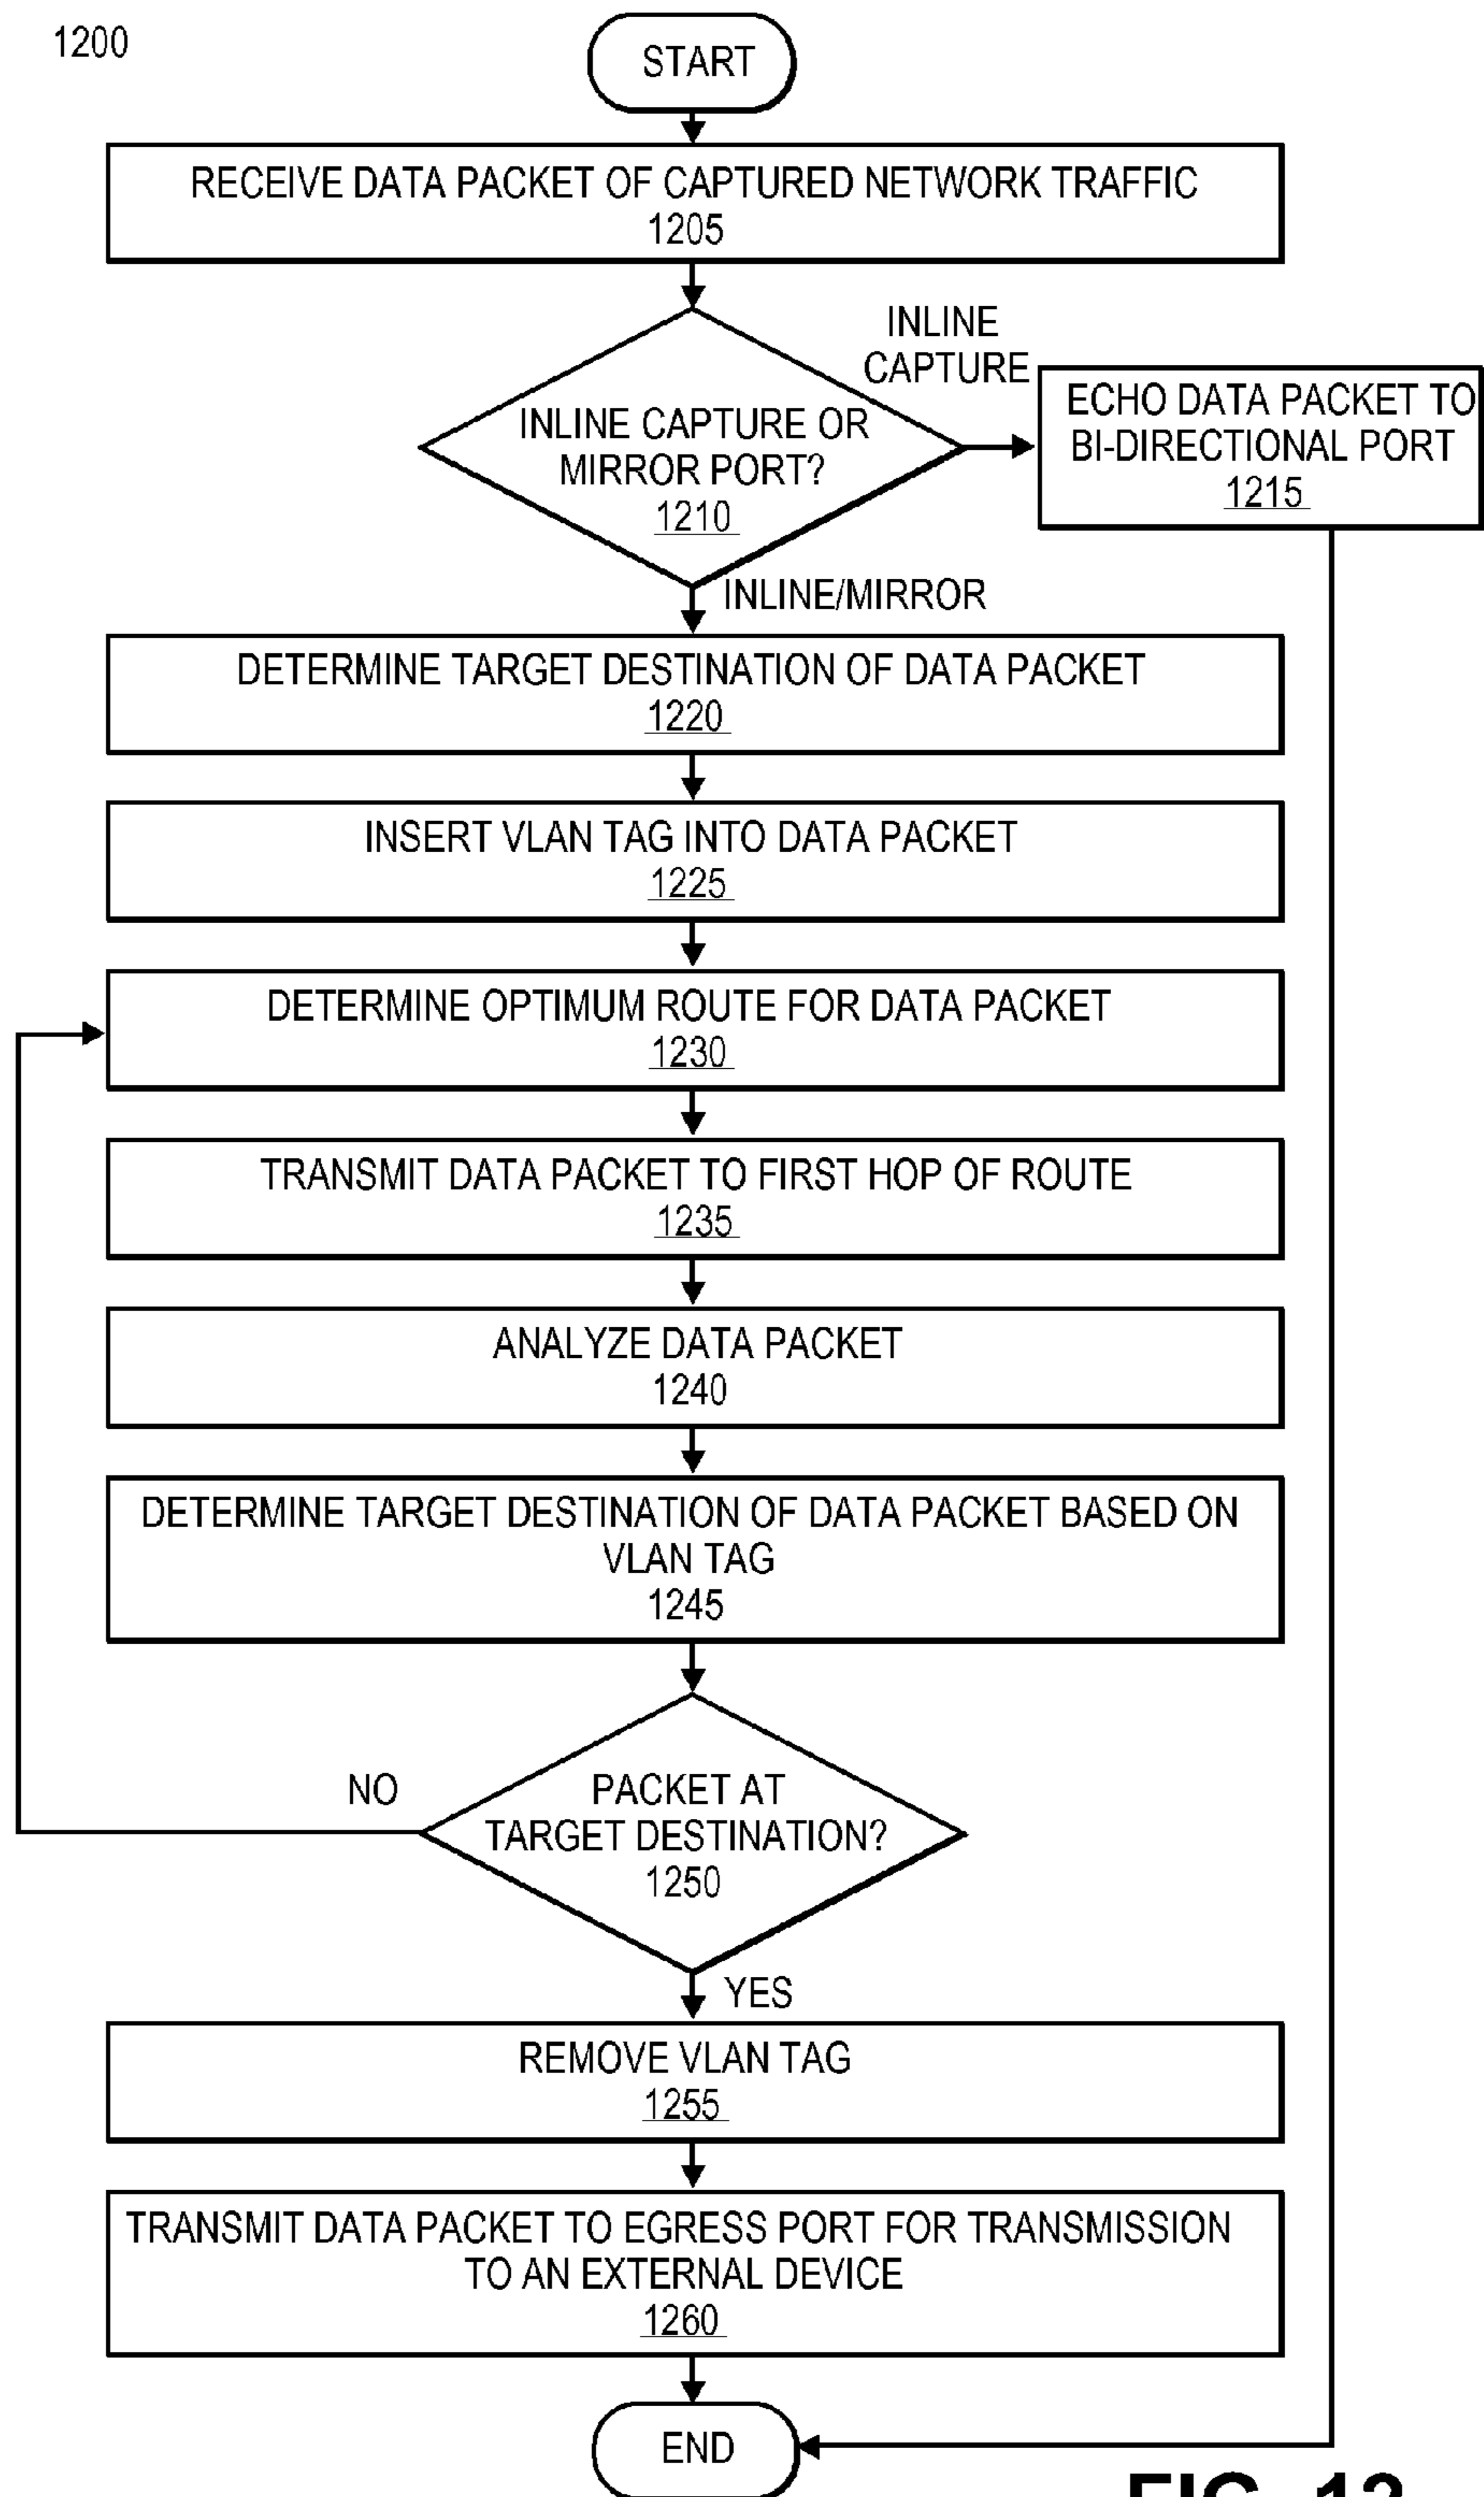 1200
START
RECEIVE DATA PACKET OF CAPTURED NETWORK TRAFFIC
1205
INLINE
CAPTURE
INLINE CAPTURE OR
MIRROR PORT?
1210
ECHO DATA PACKET TO
BI-DIRECTIONAL PORT
1215
INLINE/MIRROR
DETERMINE TARGET DESTINATION OF DATA PACKET
1220
INSERT VLAN TAG INTO DATA PACKET
1225
DETERMINE OPTIMUM ROUTE FOR DATA PACKET
1230
TRANSMIT DATA PACKET TO FIRST HOP OF ROUTE
1235
ANALYZE DATA PACKET
1240
DETERMINE TARGET DESTINATION OF DATA PACKET BASED ON
VLAN TAG
1245
NO
PACKET AT
TARGET DESTINATION?
1250
YES
REMOVE VLAN TAG
1255
TRANSMIT DATA PACKET TO EGRESS PORT FOR TRANSMISSION
TO AN EXTERNAL DEVICE
1260
END
FIG. 12